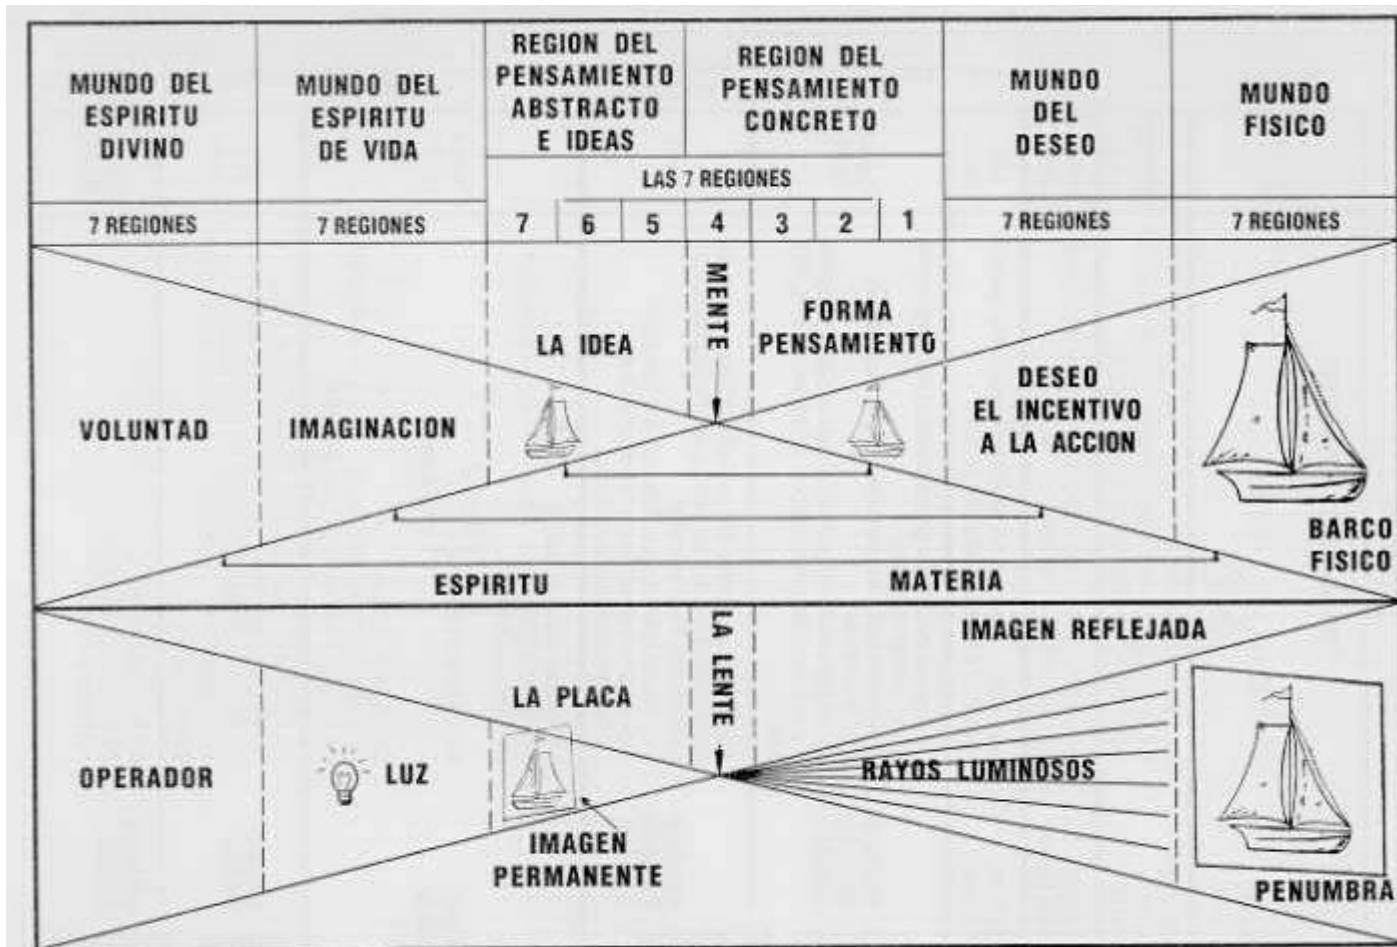 MUNDO DEL
ESPIRITU
DIVINO
MUNDO DEL
ESPIRITU
DE VIDA
REGION DEL
PENSAMIENTO
ABSTRACTO
E IDEAS
REGION DEL
PENSAMIENTO
CONCRETO
MUNDO
DEL
DESEO
MUNDO
FISICO
LAS 7 REGIONES
7 REGIONES
7 REGIONES
7
6
5
4
3
2
1
7 REGIONES
7 REGIONES
MENTE
LA IDEA
FORMA
PENSAMIENTO
VOLUNTAD
IMAGINACION
DESEO
EL INCENTIVO
A LA ACCION
BARCO
FISICO
ESPIRITU
MATERIA
LA LENTE
IMAGEN REFLEJADA
LA PLACA
OPERADOR
LUZ
RAYOS LUMINOSOS
IMAGEN
PERMANENTE
PENUMBRA